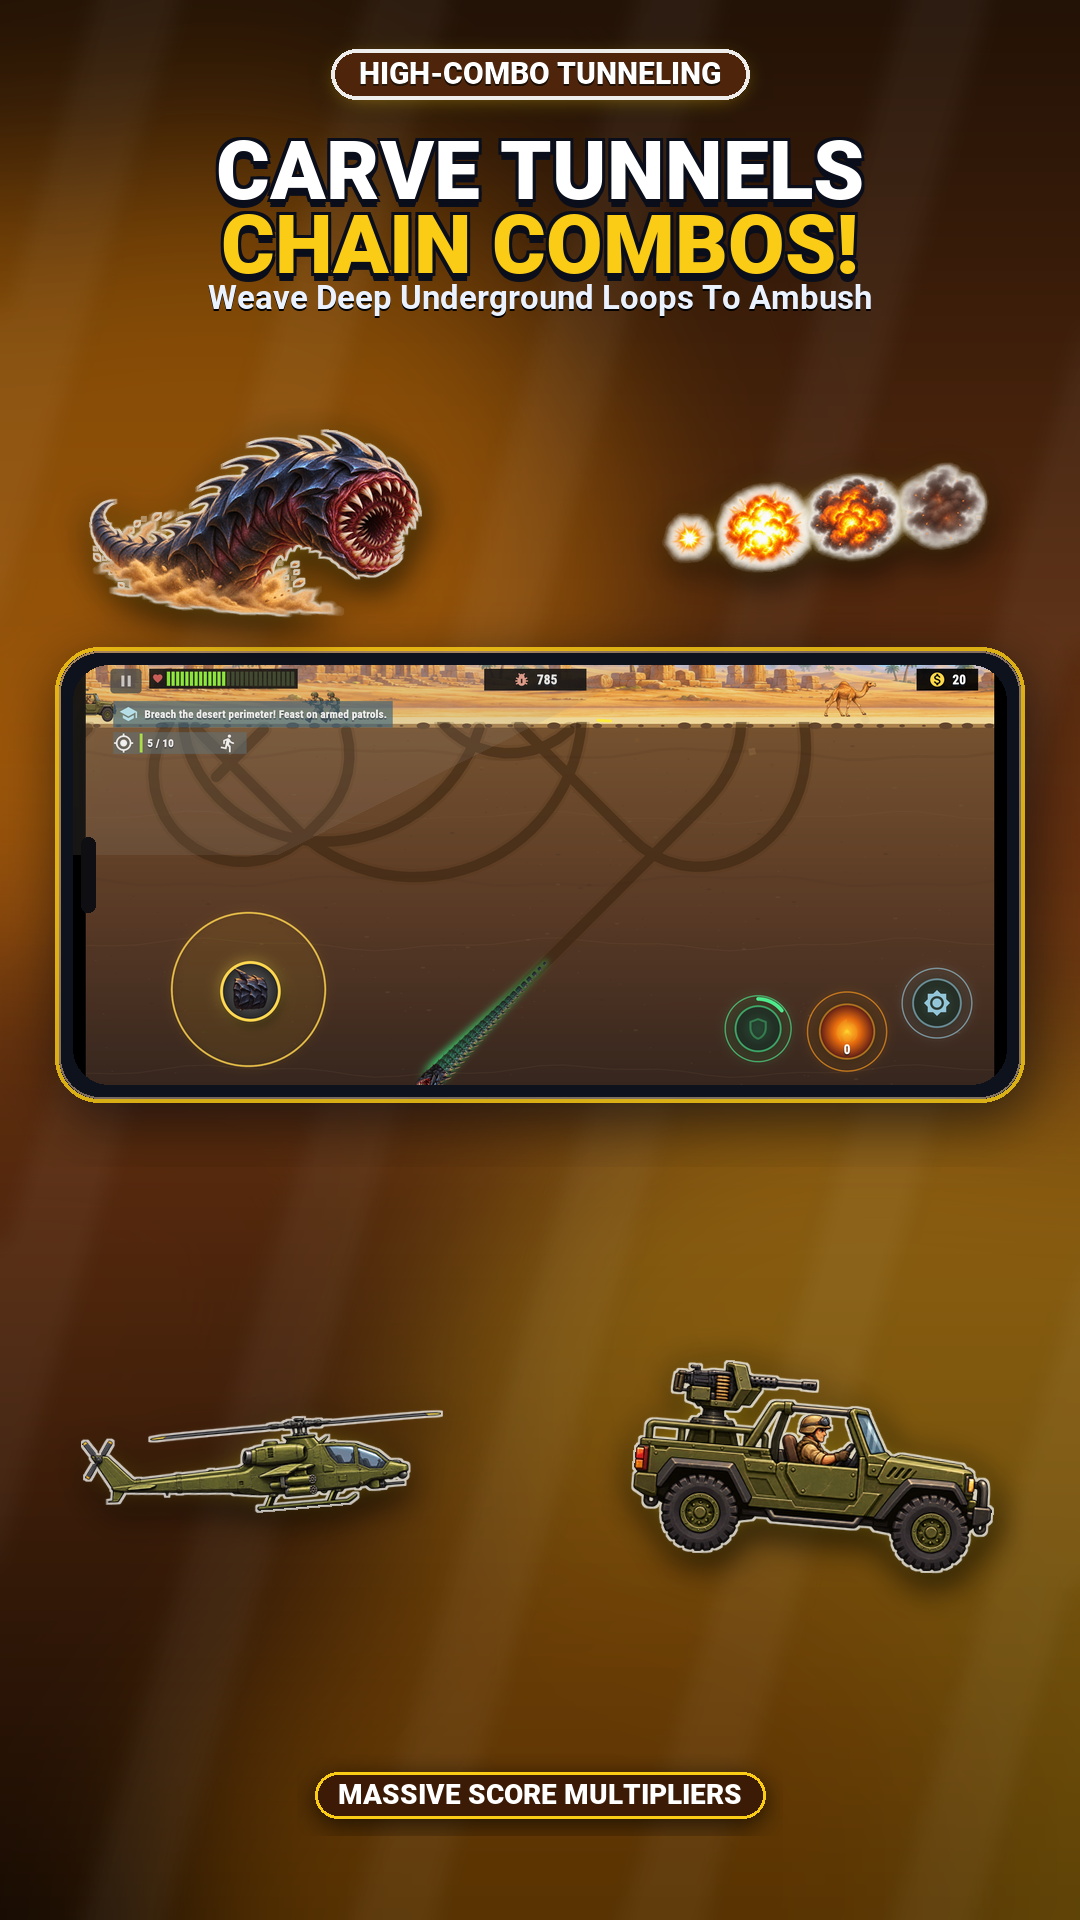 HIGH-COMBO TUNNELING
CARVE TUNNELS
CHAIN COMBOS!
Weave Deep Underground Loops To Ambush
785
20
Breach the desert perimeter! Feast on armed patrols.
5 / 10
0
MASSIVE SCORE MULTIPLIERS